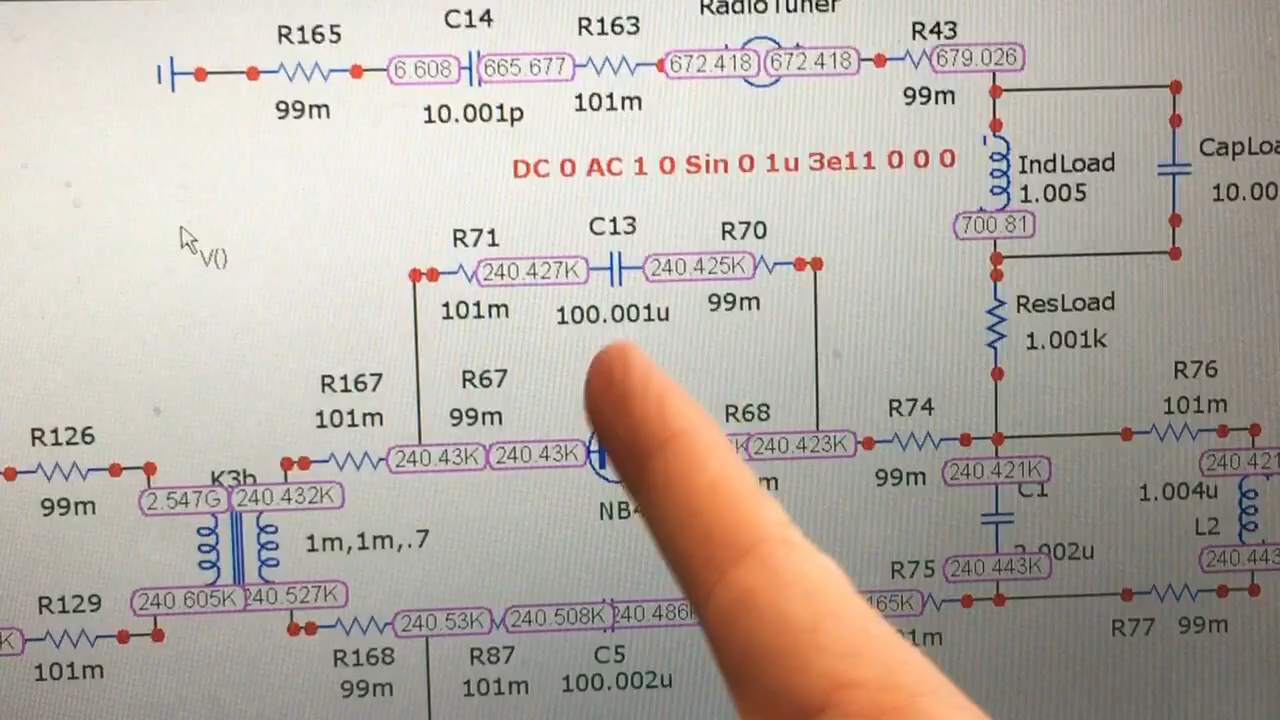 RadioTuner
C14
R165
R163
R43
6.608
665.677
672.418
672.418
679.026
99m
10.001p
101m
99m
DC 0 AC 1 0 Sin 0 1u 3e11 0 0 0
IndLoad
1.005
10.00
V()
C13
R71
R70
700.81
240.427K
240.425K
101m
100.001u
99m
ResLoad
1.001k
R167
101m
R67
99m
R68
R74
R76
101m
R126
240.43K
240.43K
240.423K
99m
99m
K3b
2.547G
240.432K
240.421K
C1
1.004u
L2
1m,1m,.7
R75
240.443K
R129
240.605K
240.527K
101m
240.53K
240.508K
R168
99m
R87
101m
C5
100.002u
R77
99m